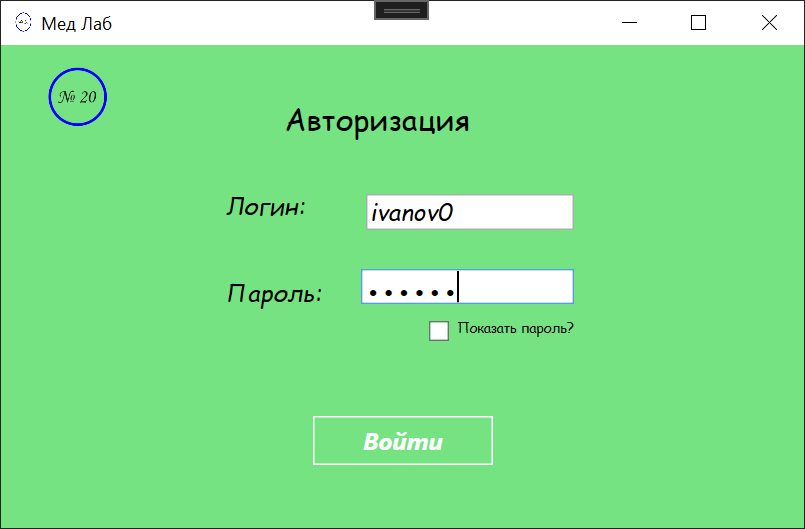 Мед Лаб
№ 20
Авторизация
Логин:
ivanov0
Пароль:
••••••
Показать пароль?
Войти